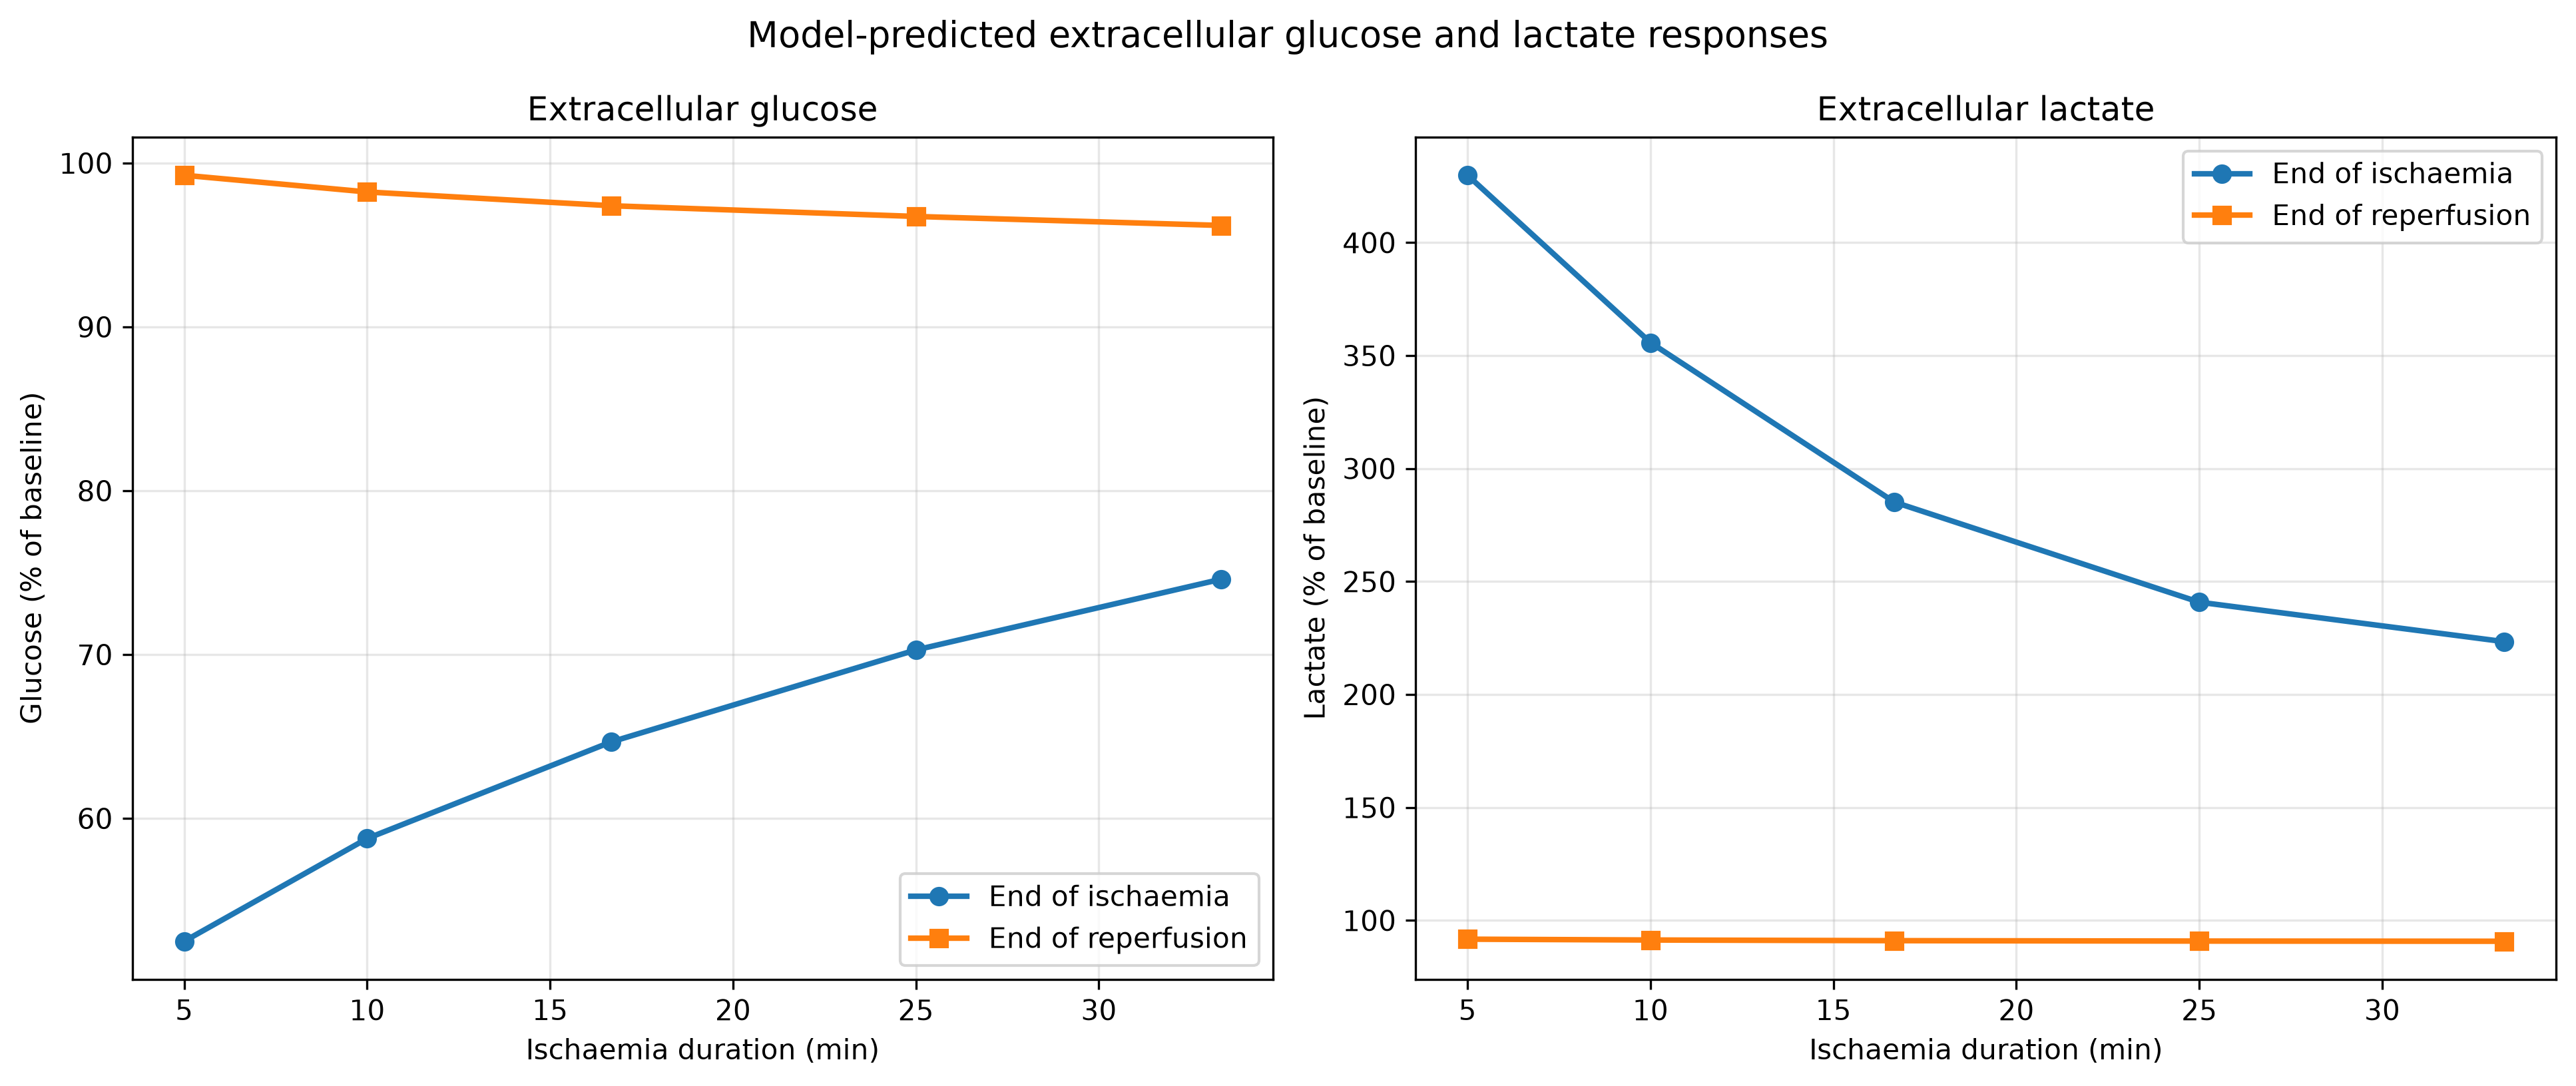 Model-predicted extracellular glucose and lactate responses
Extracellular glucose
Glucose (% of baseline)
100
90
80
70
60
End of ischaemia
End of reperfusion
5 10 15 20 25 30
Ischaemia duration (min)
Extracellular lactate
Lactate (% of baseline)
400
350
300
250
200
150
100
End of ischaemia
End of reperfusion
5 10 15 20 25 30
Ischaemia duration (min)